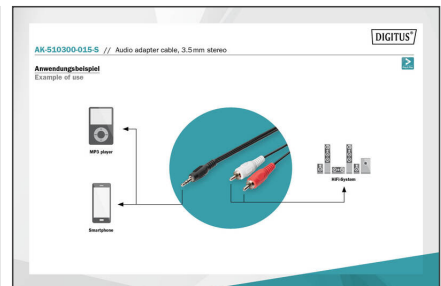 DIGITUS®
AK-510300-015-S // Audio adapter cable, 3.5 mm stereo
Anwendungsbeispiel
Example of use
MP3 player
HiFi-System
Smartphone